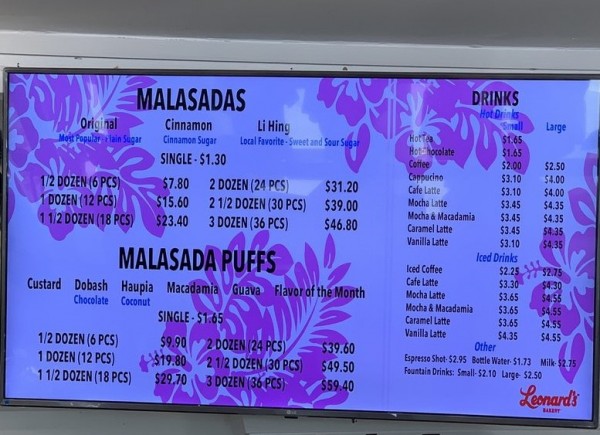 MALASADAS
Original Cinnamon Li Hing
Most Popular - Plain Sugar Cinnamon Sugar Local Favorite - Sweet and Sour Sugar
SINGLE - $1.30
1/2 DOZEN (6 PCS) $7.80 2 DOZEN (24 PCS) $31.20
1 DOZEN (12 PCS) $15.60 2 1/2 DOZEN (30 PCS) $39.00
1 1/2 DOZEN (18 PCS) $23.40 3 DOZEN (36 PCS) $46.80
MALASADA PUFFS
Custard Dobash Haupia Macadamia Guava Flavor of the Month
Chocolate Coconut
SINGLE - $1.65
1/2 DOZEN (6 PCS) $9.90 2 DOZEN (24 PCS) $39.60
1 DOZEN (12 PCS) $19.80 2 1/2 DOZEN (30 PCS) $49.50
1 1/2 DOZEN (18 PCS) $29.70 3 DOZEN (36 PCS) $59.40
DRINKS
Hot Drinks
Small Large
Hot Tea $1.65
Hot Chocolate $1.65
Coffee $2.00 $2.50
Cappucino $3.10 $4.00
Cafe Latte $3.10 $4.00
Mocha Latte $3.45 $4.35
Mocha & Macadamia $3.45 $4.35
Caramel Latte $3.45 $4.35
Vanilla Latte $3.10 $4.35
Iced Drinks
Iced Coffee $2.25 $2.75
Cafe Latte $3.30 $4.30
Mocha Latte $3.65 $4.55
Mocha & Macadamia $3.65 $4.55
Caramel Latte $3.65 $4.55
Vanilla Latte $4.35 $4.55
Other
Espresso Shot- $2.95 Bottle Water- $1.73 Milk- $2.75
Fountain Drinks: Small- $2.10 Large- $2.50
Leonard's
BAKERY